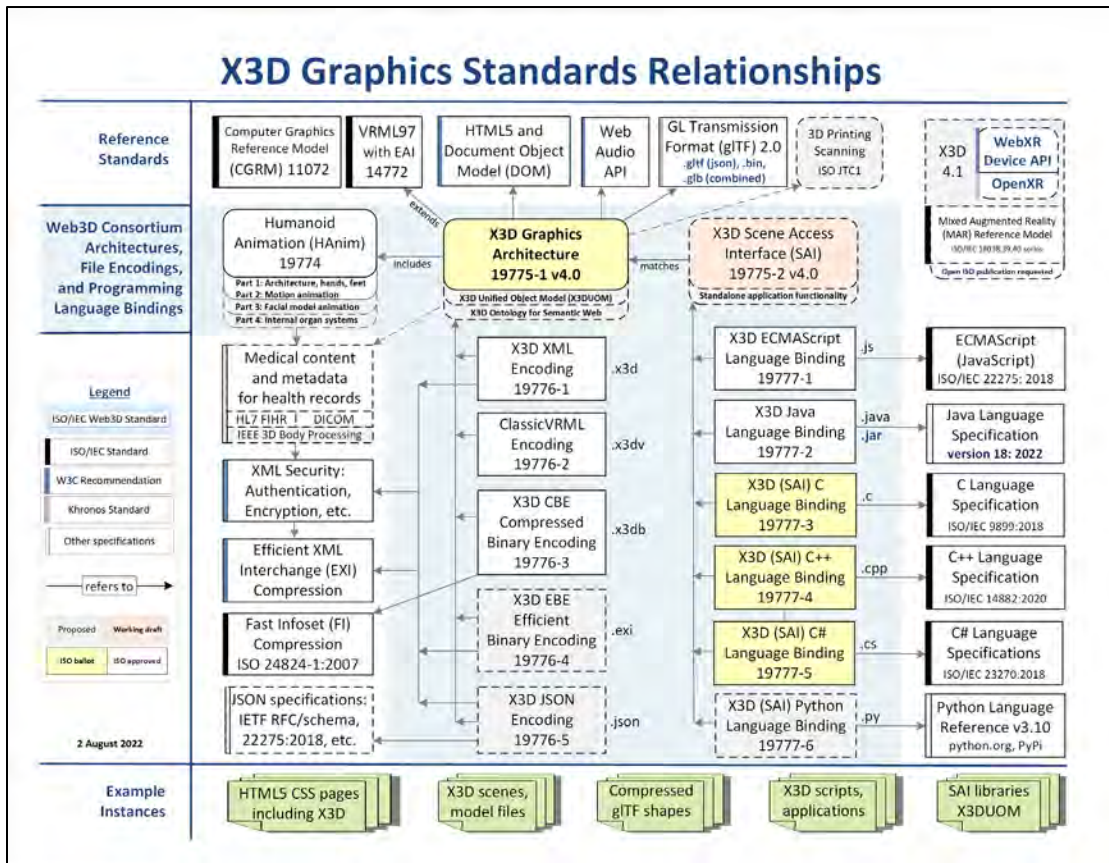 X3D Graphics Standards Relationships
Reference
Standards
Computer Graphics
Reference Model
(CGRM) 11072
VRML97
with EAI
14772
HTML5 and
Document Object
Model (DOM)
Web
Audio
API
GL Transmission
Format (glTF) 2.0
.gltf (json), .bin,
.glb (combined)
3D Printing
Scanning
ISO JTC1
X3D
4.1
WebXR
Device API
OpenXR
Mixed Augmented Reality
(MAR) Reference Model
ISO/IEC 18038,39,40 series
Open ISO publication requested
Web3D Consortium
Architectures,
File Encodings,
and Programming
Language Bindings
Humanoid
Animation (HAnim)
19774
Part 1: Architecture, hands, feet
Part 2: Motion animation
Part 3: Facial model animation
Part 4: Internal organ systems
extends
includes
X3D Graphics
Architecture
19775-1 v4.0
X3D Unified Object Model (X3DUOM)
X3D Ontology for Semantic Web
matches
X3D Scene Access
Interface (SAI)
19775-2 v4.0
Standalone application functionality
Medical content
and metadata
for health records
HL7 FIHR
DICOM
IEEE 3D Body Processing
XML Security:
Authentication,
Encryption, etc.
Efficient XML
Interchange (EXI)
Compression
Fast Infoset (FI)
Compression
ISO 24824-1:2007
JSON specifications:
IETF RFC/schema,
22275:2018, etc.
X3D XML
Encoding
19776-1
.x3d
ClassicVRML
Encoding
19776-2
.x3dv
X3D CBE
Compressed
Binary Encoding
19776-3
.x3db
X3D EBE
Efficient
Binary Encoding
19776-4
.exi
X3D JSON
Encoding
19776-5
.json
X3D ECMAScript
Language Binding
19777-1
.js
ECMAScript
(JavaScript)
ISO/IEC 22275: 2018
X3D Java
Language Binding
19777-2
.java
.jar
Java Language
Specification
version 18: 2022
X3D (SAI) C
Language Binding
19777-3
.c
C Language
Specification
ISO/IEC 9899:2018
X3D (SAI) C++
Language Binding
19777-4
.cpp
C++ Language
Specification
ISO/IEC 14882:2020
X3D (SAI) C#
Language Binding
19777-5
.cs
C# Language
Specifications
ISO/IEC 23270:2018
X3D (SAI) Python
Language Binding
19777-6
.py
Python Language
Reference v3.10
python.org, PyPi
Legend
ISO/IEC Web3D Standard
ISO/IEC Standard
W3C Recommendation
Khronos Standard
Other specifications
refers to
Proposed
Working draft
ISO ballot
ISO approved
2 August 2022
Example
Instances
HTML5 CSS pages
including X3D
X3D scenes,
model files
Compressed
glTF shapes
X3D scripts,
applications
SAI libraries
X3DUOM